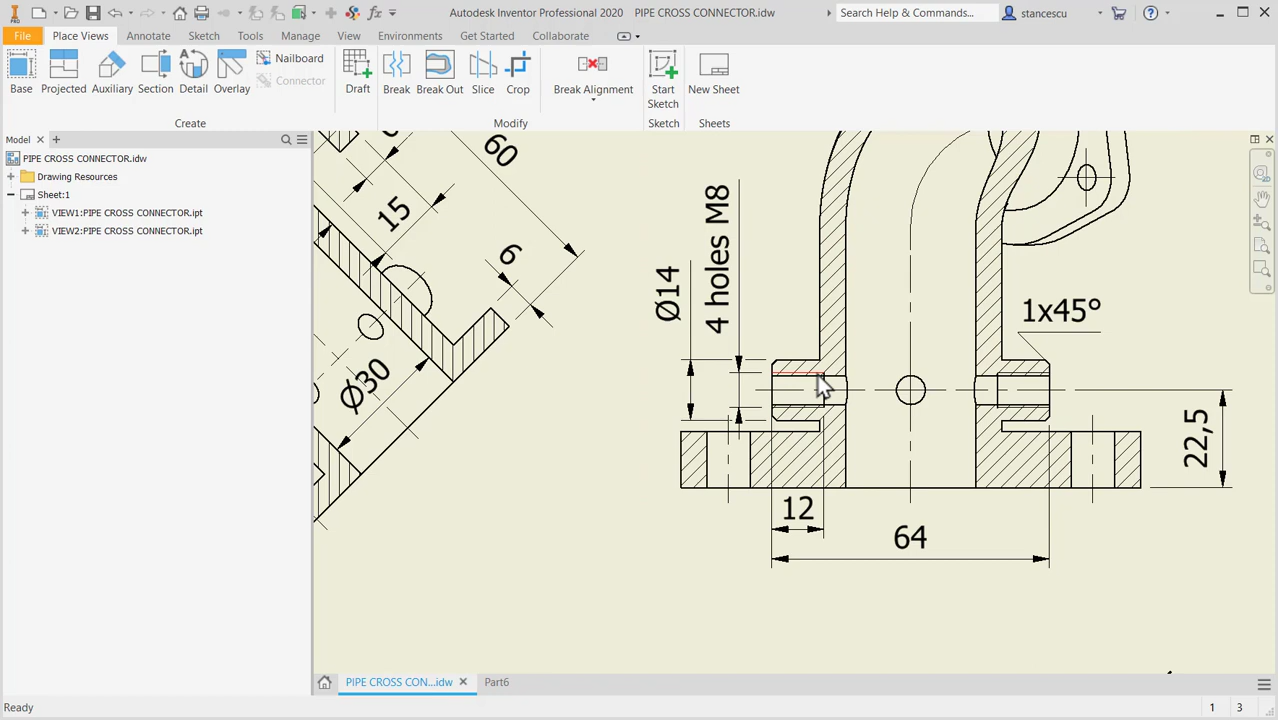 Autodesk Inventor Professional 2020 PIPE CROSS CONNECTOR.idw
Search Help & Commands...
stancescu
PRO
File
Place Views
Annotate
Sketch
Tools
Manage
View
Environments
Get Started
Collaborate
Base
Projected
Auxiliary
Section
Detail
Overlay
Nailboard
Connector
Draft
Break
Break Out
Slice
Crop
Break Alignment
Start
Sketch
New Sheet
Create
Modify
Sketch
Sheets
Model
PIPE CROSS CONNECTOR.idw
Drawing Resources
Sheet:1
VIEW1:PIPE CROSS CONNECTOR.ipt
VIEW2:PIPE CROSS CONNECTOR.ipt
60
15
6
Ø30
Ø14
4 holes M8
1x45°
22,5
12
64
PIPE CROSS CON...idw
Part6
Ready
1
3